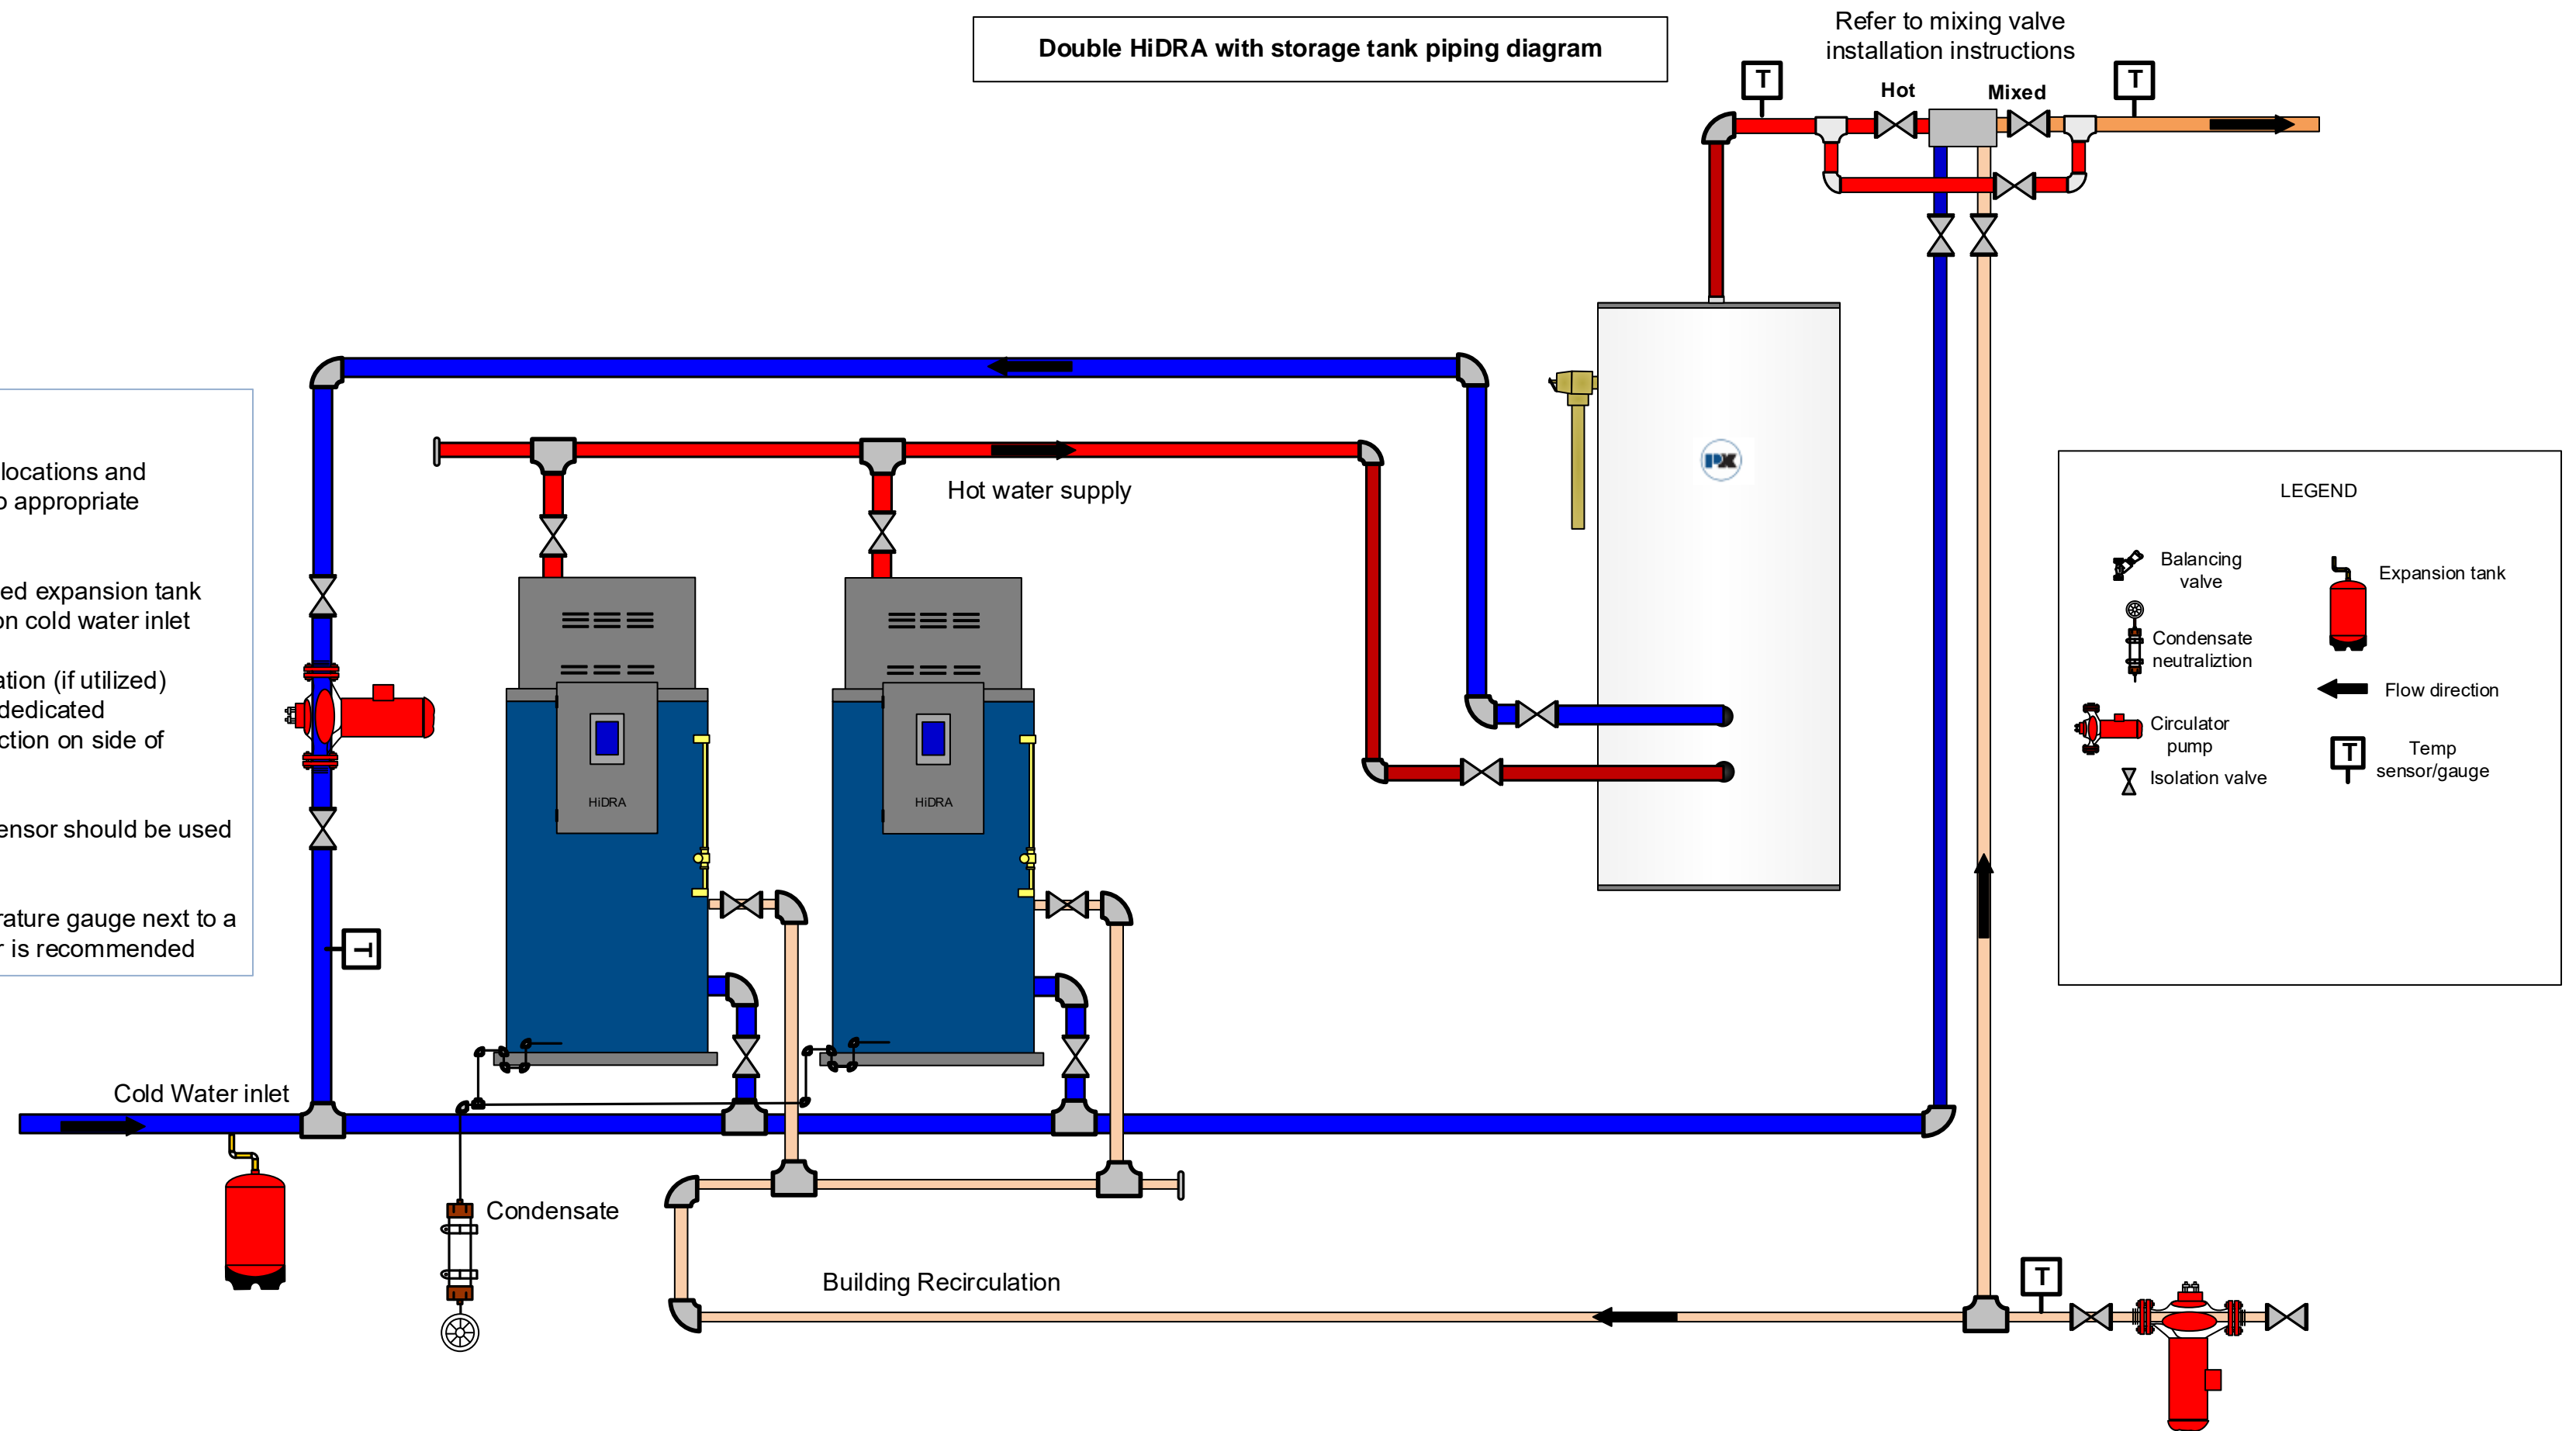 Double HiDRA with storage tank piping diagram
Refer to mixing valve
installation instructions
T
Hot
Mixed
T
locations and
o appropriate
ed expansion tank
on cold water inlet
ation (if utilized)
dedicated
ction on side of
ensor should be used
rature gauge next to a
r is recommended
Hot water supply
PX
HiDRA
HiDRA
T
Cold Water inlet
Condensate
Building Recirculation
T
LEGEND
Balancing
valve
Condensate
neutraliztion
Circulator
pump
Isolation valve
Expansion tank
Flow direction
T
Temp
sensor/gauge